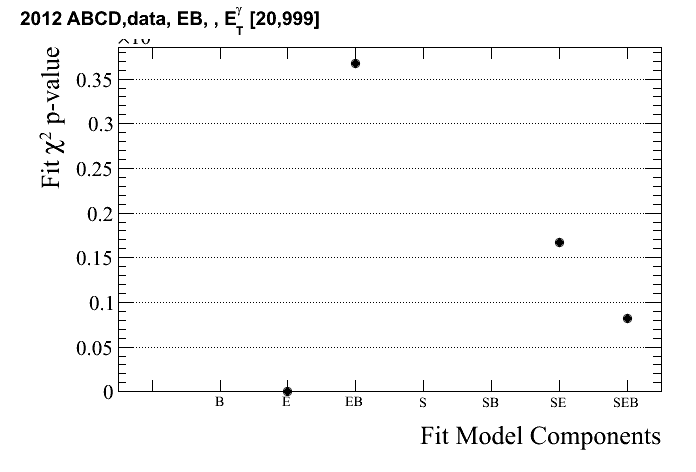 2012 ABCD,data, EB, , E_T^γ [20,999]
Fit χ² p-value
0.35
0.3
0.25
0.2
0.15
0.1
0.05
0
B E EB S SB SE SEB
Fit Model Components